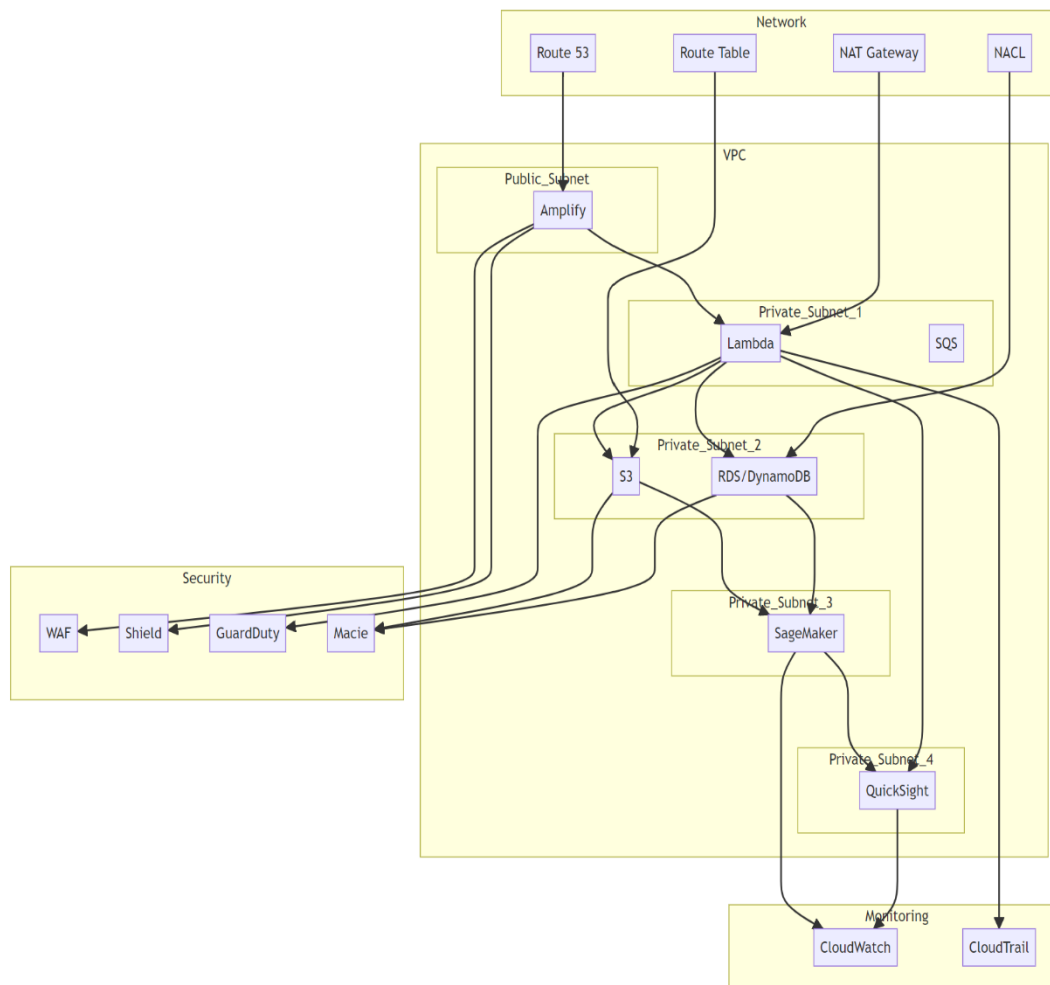 Network
Route 53
Route Table
NAT Gateway
NACL
VPC
Public_Subnet
Amplify
Private_Subnet_1
Lambda
SQS
Private_Subnet_2
S3
RDS/DynamoDB
Security
WAF
Shield
GuardDuty
Macie
Private_Subnet_3
SageMaker
Private_Subnet_4
QuickSight
Monitoring
CloudWatch
CloudTrail